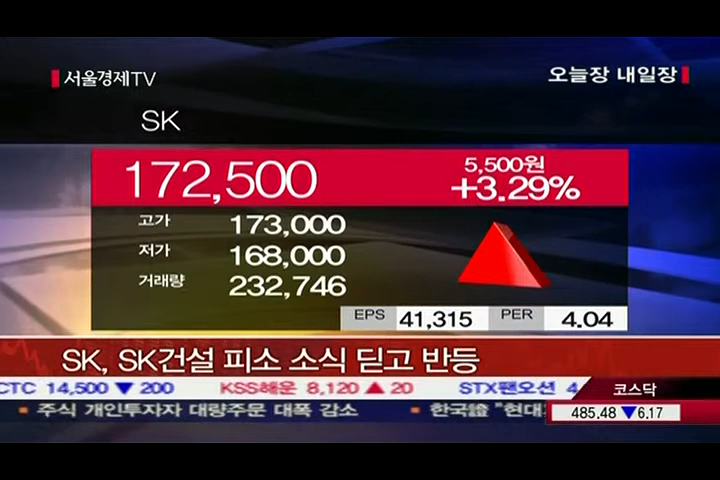 서울경제TV
오늘장 내일장
SK
172,500
5,500원
+3.29%
고가 173,000
저가 168,000
거래량 232,746
EPS 41,315 PER 4.04
SK, SK건설 피소 소식 딛고 반등
CTC 14,500 ▼ 200 KSS해운 8,120 ▲ 20 STX팬오션 4
코스닥
▪ 주식 개인투자자 대량주문 대폭 감소 ▪ 한국證 "현대
485.48 ▼6.17